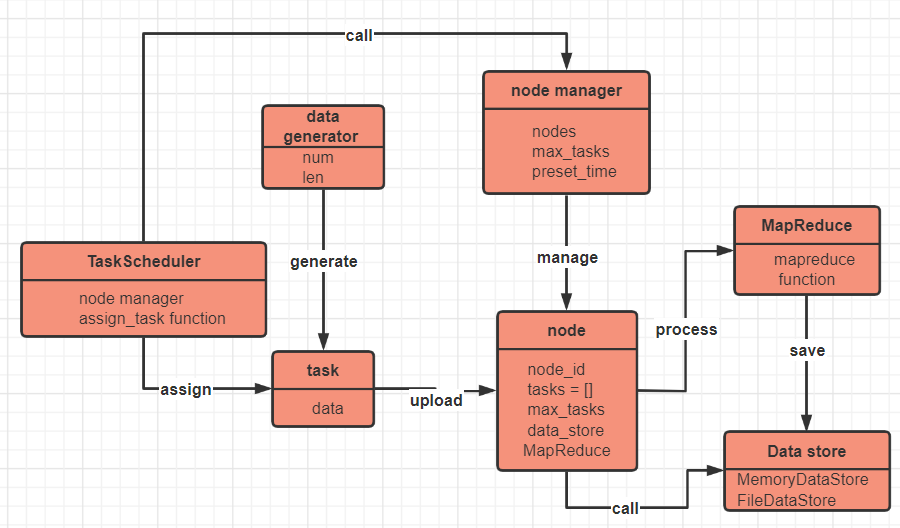 call
node manager
nodes
max_tasks
preset_time
data
generator
num
len
MapReduce
mapreduce
function
TaskScheduler
node manager
assign_task function
generate
manage
node
node_id
tasks = []
max_tasks
data_store
MapReduce
process
save
task
data
assign
upload
Data store
MemoryDataStore
FileDataStore
call